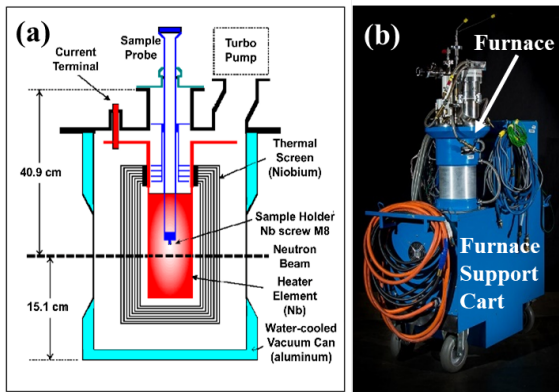 (a)
Sample
Probe
Turbo
Pump
Current
Terminal
40.9 cm
Thermal
Screen
(Niobium)
Sample Holder
Nb screw M8
Neutron
Beam
15.1 cm
Heater
Element
(Nb)
Water-cooled
Vacuum Can
(aluminum)
(b)
Furnace
Furnace
Support
Cart